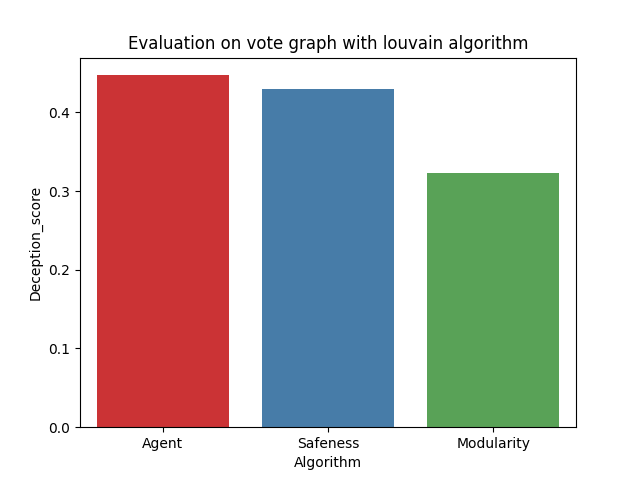 Evaluation on vote graph with louvain algorithm
Deception_score
0.4
0.3
0.2
0.1
0.0
Agent Safeness Modularity
Algorithm